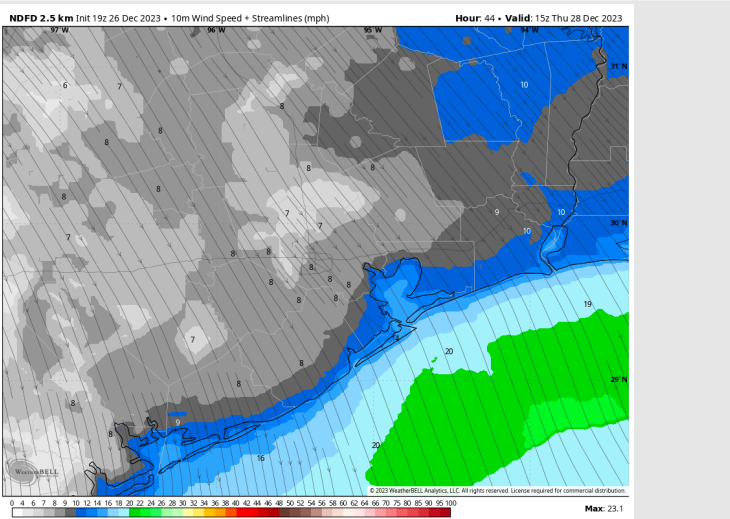 NDFD 2.5 km Init 19z 26 Dec 2023 • 10m Wind Speed + Streamlines (mph) Hour: 44 • Valid: 15z Thu 28 Dec 2023
97°W 96°W 95°W 94°W
31°N
6 7 10
8
8 8
8 8
8
8 9 10
7 7 30°N
7 10
8 8
8
8 8
8 8
19
14
7 20
8
29°N
8
8
9
8
20
16
WeatherBELL
© 2023 WeatherBELL Analytics, LLC. All rights reserved. License required for commercial distribution.
0 4 6 7 8 9 10 12 14 16 18 20 22 24 26 28 30 32 34 36 38 40 42 44 46 48 50 52 54 56 58 60 62 64 66 68 70 75 80 85 90 95 100
Max: 23.1